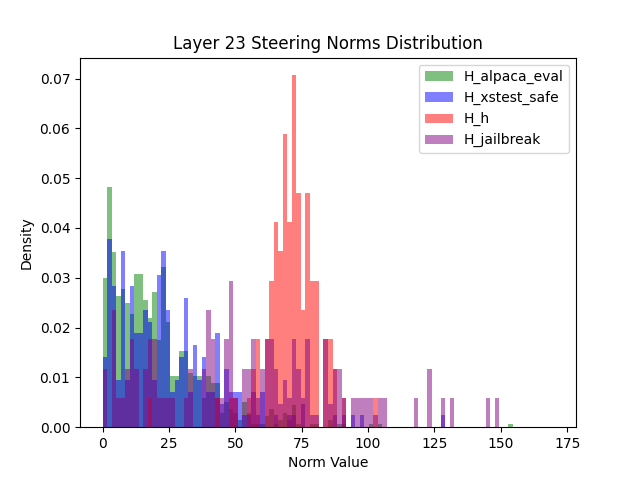 Layer 23 Steering Norms Distribution
H_alpaca_eval
H_xstest_safe
H_h
H_jailbreak
0.07
0.06
0.05
0.04
0.03
0.02
0.01
0.00
Density
0 25 50 75 100 125 150 175
Norm Value